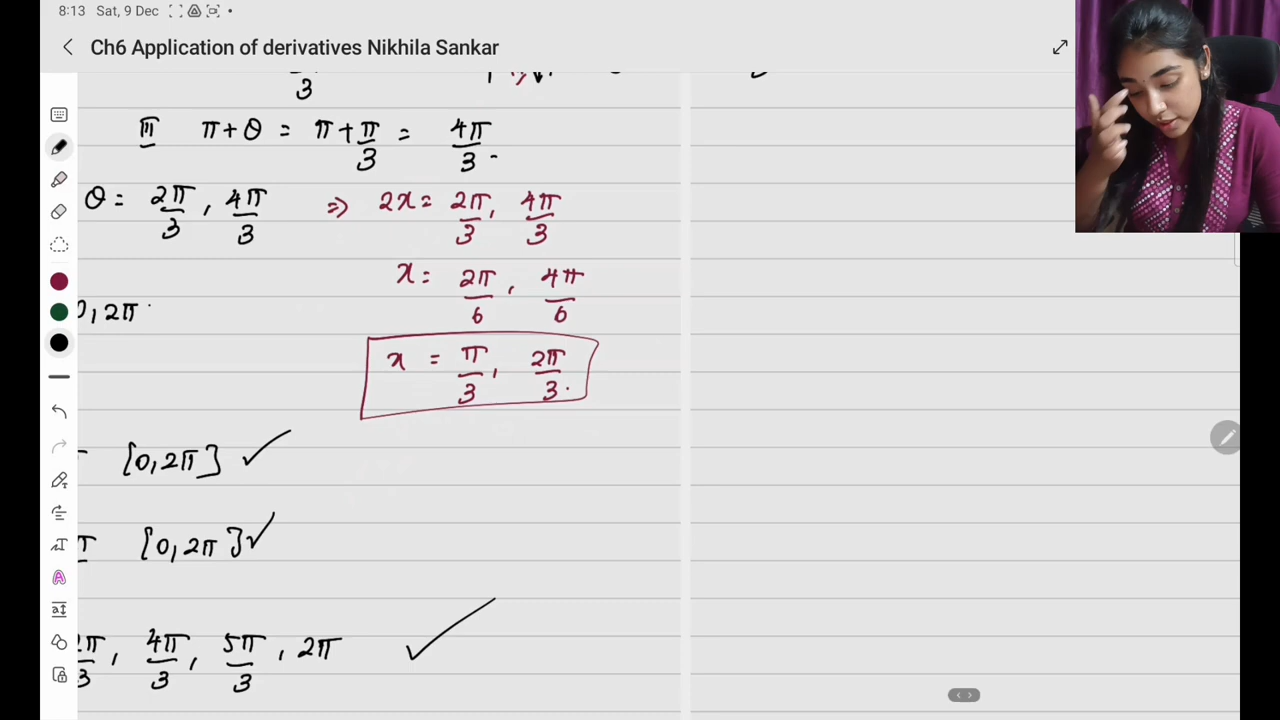 8:13 Sat, 9 Dec
Ch6 Application of derivatives Nikhila Sankar
3
π+θ = π+π/3 = 4π/3
θ = 2π/3, 4π/3 ⇒ 2x = 2π/3, 4π/3
x = 2π/6, 4π/6
0, 2π
x = π/3, 2π/3.
[0, 2π] ✓
π [0, 2π] ✓
2π/3, 4π/3, 5π/3, 2π ✓